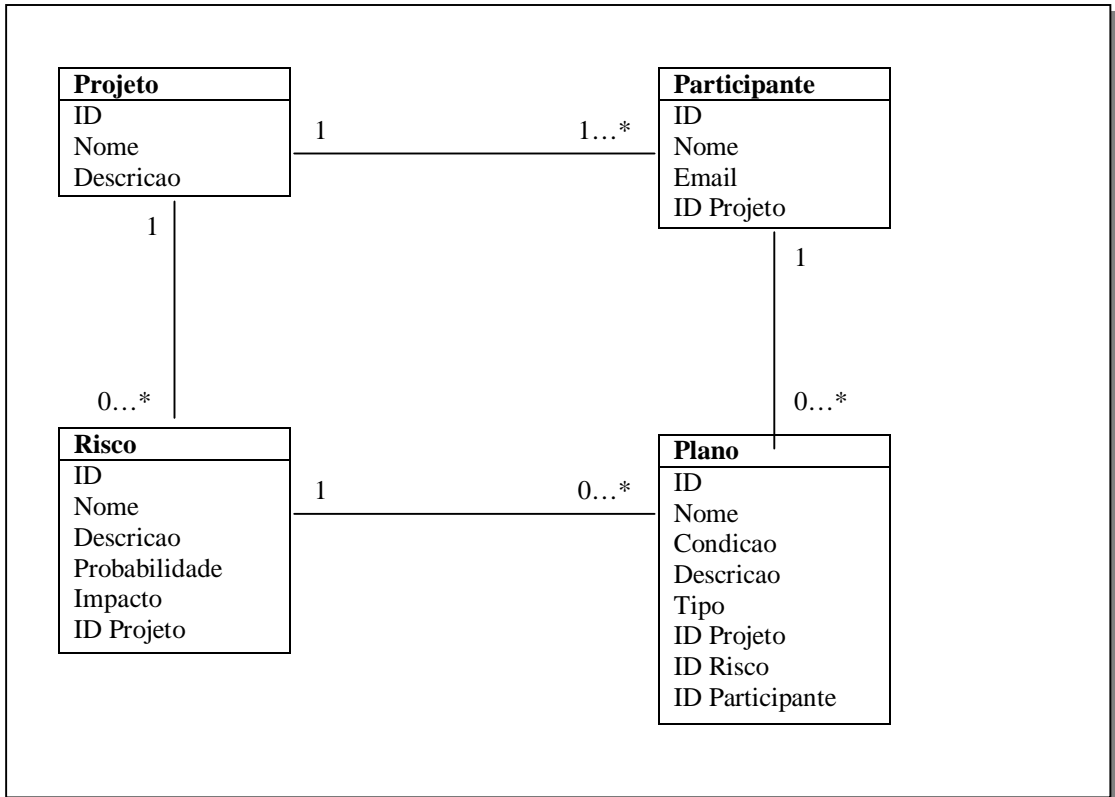 Projeto
ID
Nome
Descricao
1
1…*
Participante
ID
Nome
Email
ID Projeto
1
1
0…*
0…*
Risco
ID
Nome
Descricao
Probabilidade
Impacto
ID Projeto
1
0…*
Plano
ID
Nome
Condicao
Descricao
Tipo
ID Projeto
ID Risco
ID Participante